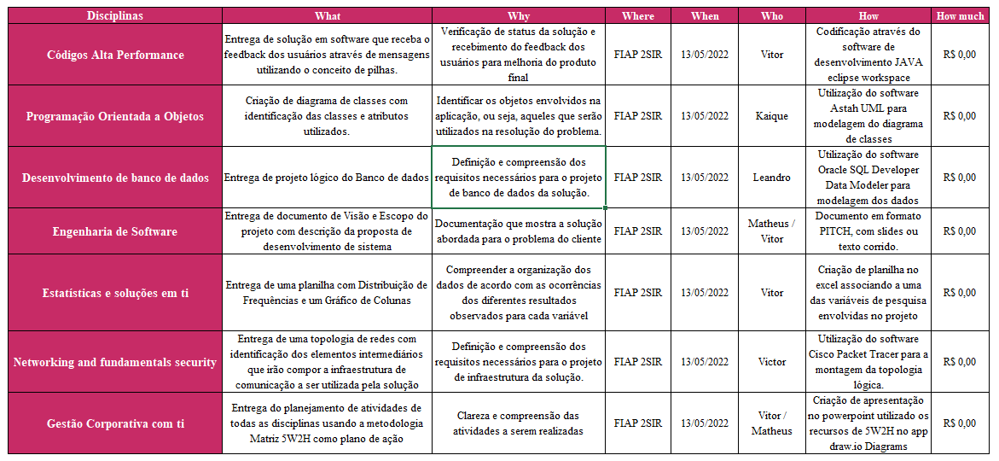 Disciplinas What Why Where When Who How How much
Códigos Alta Performance
Entrega de solução em software que receba o
feedback dos usuários através de mensagens
utilizando o conceito de pilhas.
Verificação de status da solução e
recebimento do feedback dos
usuários para melhoria do produto
final
FIAP 2SIR
13/05/2022
Vitor
Codificação através do
software de
desenvolvimento JAVA
eclipse workspace
R$ 0,00
Programação Orientada a Objetos
Criação de diagrama de classes com
identificação das classes e atributos
utilizados.
Identificar os objetos envolvidos na
aplicação, ou seja, aqueles que serão
utilizados na resolução do problema.
FIAP 2SIR
13/05/2022
Kaique
Utilização do software
Astah UML para
modelagem do diagrama
de classes
R$ 0,00
Desenvolvimento de banco de dados
Entrega de projeto lógico do Banco de dados
Definição e compreensão dos
requisitos necessários para o projeto
de banco de dados da solução.
FIAP 2SIR
13/05/2022
Leandro
Utilização do software
Oracle SQL Developer
Data Modeler para
modelagem dos dados
R$ 0,00
Engenharia de Software
Entrega de documento de Visão e Escopo do
projeto com descrição da proposta de
desenvolvimento de sistema
Documentação que mostra a solução
abordada para o problema do cliente
FIAP 2SIR
13/05/2022
Matheus /
Vitor
Documento em formato
PITCH, com slides ou
texto corrido.
R$ 0,00
Estatísticas e soluções em ti
Entrega de uma planilha com Distribuição de
Frequências e um Gráfico de Colunas
Compreender a organização dos
dados de acordo com as ocorrências
dos diferentes resultados
observados para cada variável
FIAP 2SIR
13/05/2022
Vitor
Criação de planilha no
excel associando a uma
das variáveis de pesquisa
envolvidas no projeto
R$ 0,00
Networking and fundamentals security
Entrega de uma topologia de redes com
identificação dos elementos intermediários
que irão compor a infraestrutura de
comunicação a ser utilizada pela solução
Definição e compreensão dos
requisitos necessários para o projeto
de infraestrutura da solução.
FIAP 2SIR
13/05/2022
Victor
Utilização do software
Cisco Packet Tracer para a
montagem da topologia
lógica.
R$ 0,00
Gestão Corporativa com ti
Entrega do planejamento de atividades de
todas as disciplinas usando a metodologia
Matriz 5W2H como plano de ação
Clareza e compreensão das
atividades a serem realizadas
FIAP 2SIR
13/05/2022
Vitor /
Matheus
Criação de apresentação
no powerpoint utilizado os
recursos de 5W2H no app
draw.io Diagrams
R$ 0,00